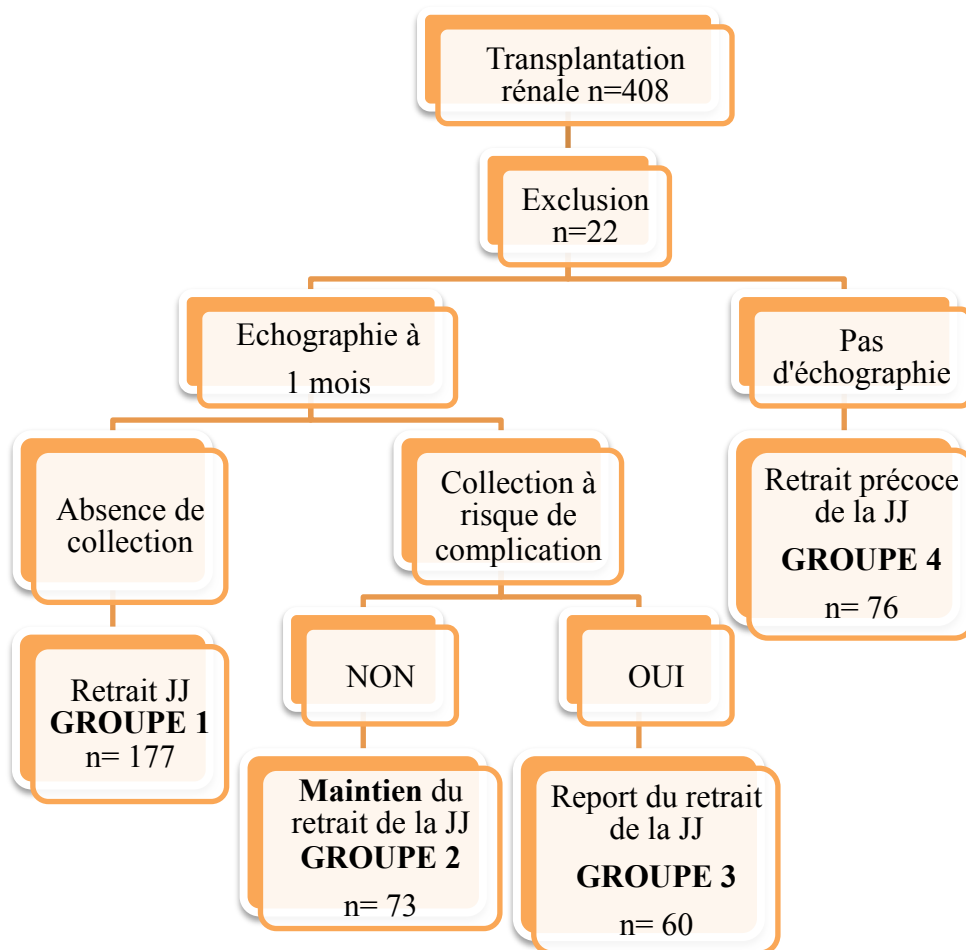 Transplantation
rénale n=408
Exclusion
n=22
Echographie à
1 mois
Pas
d'échographie
Absence de
collection
Collection à
risque de
complication
Retrait précoce
de la JJ
GROUPE 4
n= 76
Retrait JJ
GROUPE 1
n= 177
NON
OUI
Maintien du
retrait de la JJ
GROUPE 2
n= 73
Report du retrait
de la JJ
GROUPE 3
n= 60